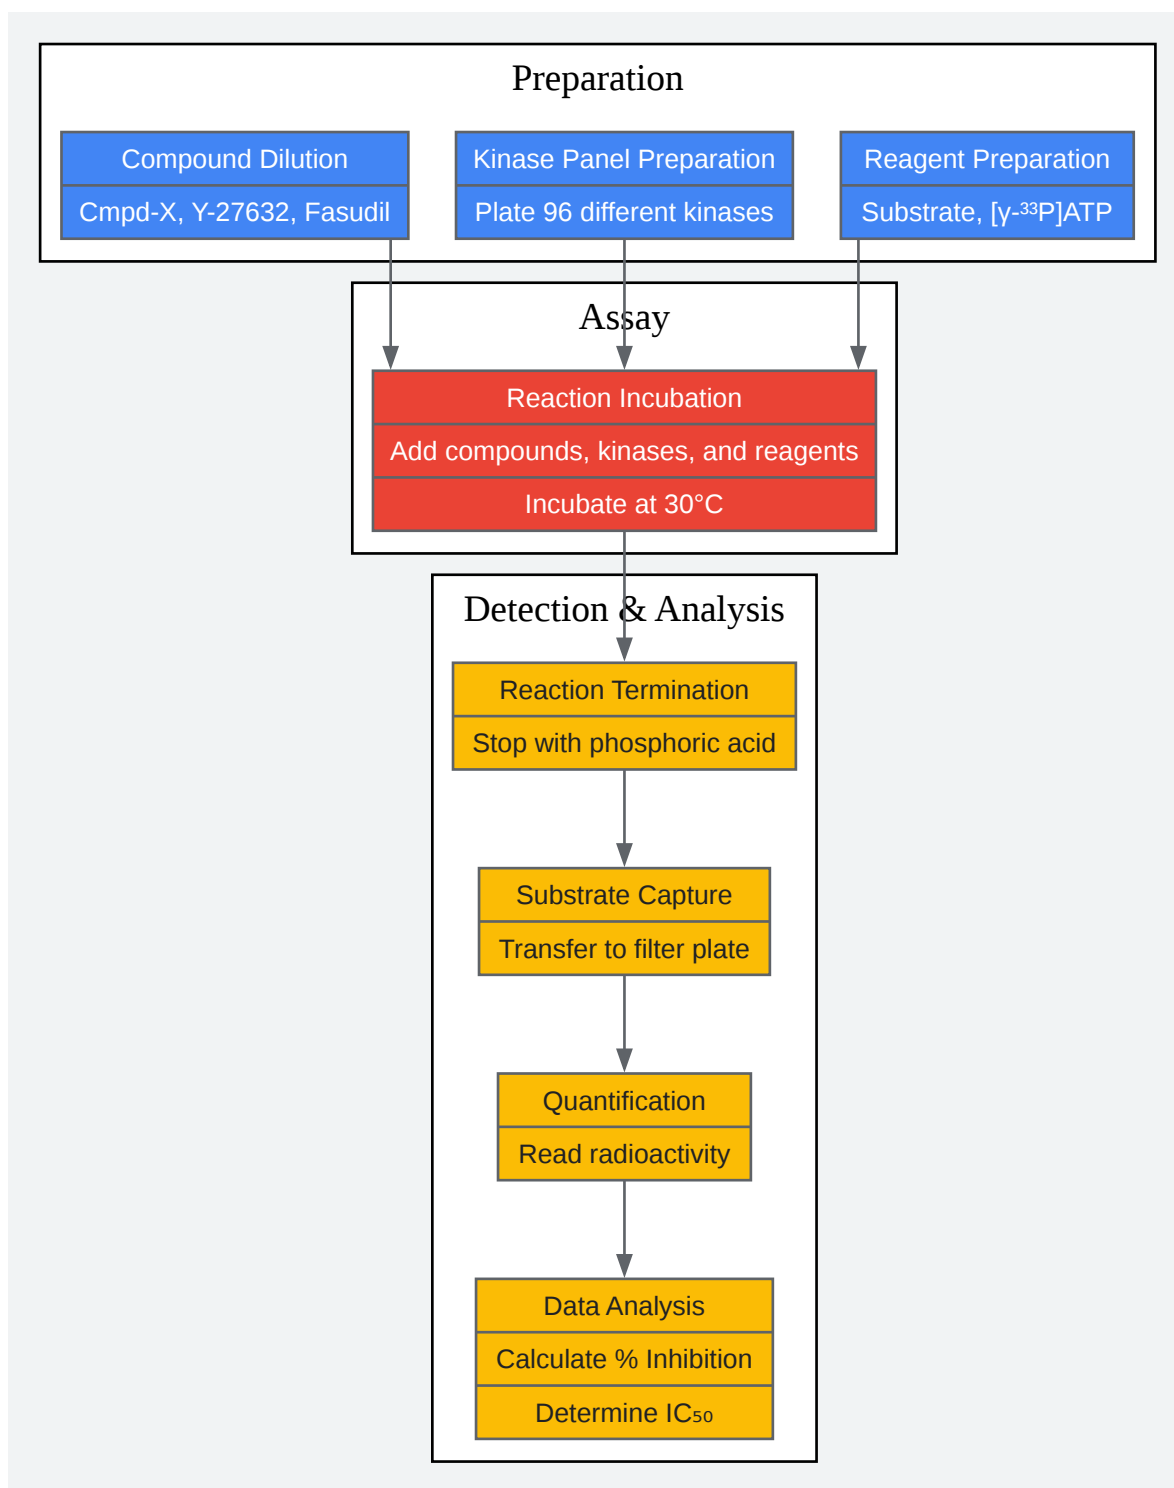 Preparation
Compound Dilution
Cmpd-X, Y-27632, Fasudil
Kinase Panel Preparation
Plate 96 different kinases
Reagent Preparation
Substrate, [γ-³³P]ATP
Assay
Reaction Incubation
Add compounds, kinases, and reagents
Incubate at 30°C
Detection & Analysis
Reaction Termination
Stop with phosphoric acid
Substrate Capture
Transfer to filter plate
Quantification
Read radioactivity
Data Analysis
Calculate % Inhibition
Determine IC₅₀